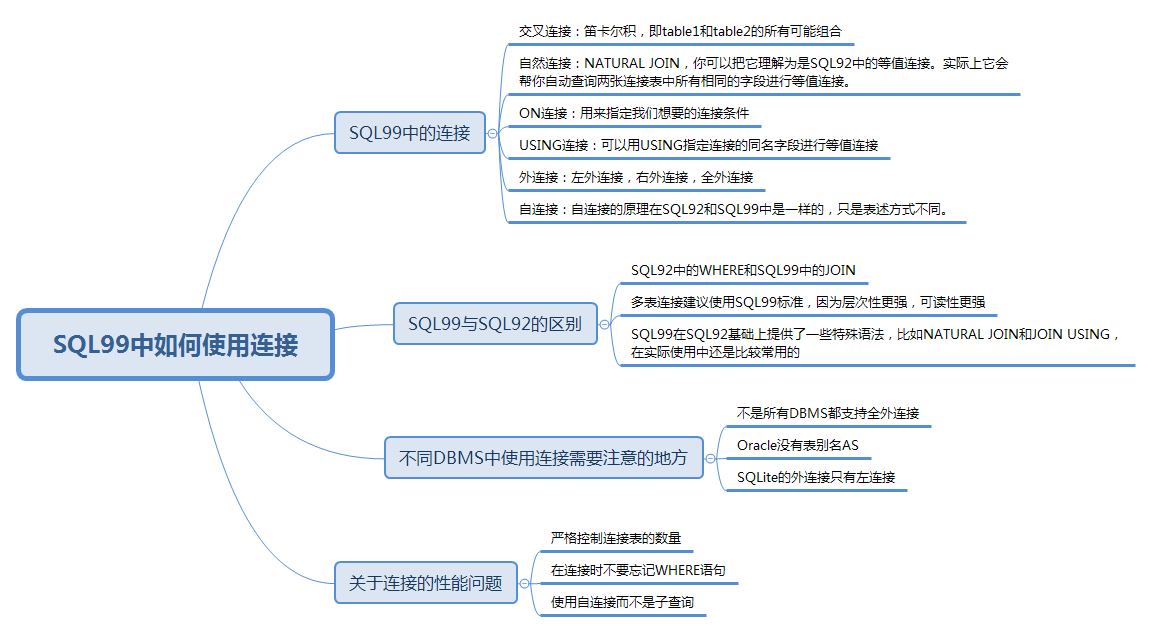 SQL99中如何使用连接
SQL99中的连接
交叉连接：笛卡尔积，即table1和table2的所有可能组合
自然连接：NATURAL JOIN，你可以把它理解为是SQL92中的等值连接。实际上它会
帮你自动查询两张连接表中所有相同的字段进行等值连接。
ON连接：用来指定我们想要的连接条件
USING连接：可以用USING指定连接的同名字段进行等值连接
外连接：左外连接，右外连接，全外连接
自连接：自连接的原理在SQL92和SQL99中是一样的，只是表述方式不同。
SQL99与SQL92的区别
SQL92中的WHERE和SQL99中的JOIN
多表连接建议使用SQL99标准，因为层次性更强，可读性更强
SQL99在SQL92基础上提供了一些特殊语法，比如NATURAL JOIN和JOIN USING，
在实际使用中还是比较常用的
不同DBMS中使用连接需要注意的地方
不是所有DBMS都支持全外连接
Oracle没有表别名AS
SQLite的外连接只有左连接
关于连接的性能问题
严格控制连接表的数量
在连接时不要忘记WHERE语句
使用自连接而不是子查询